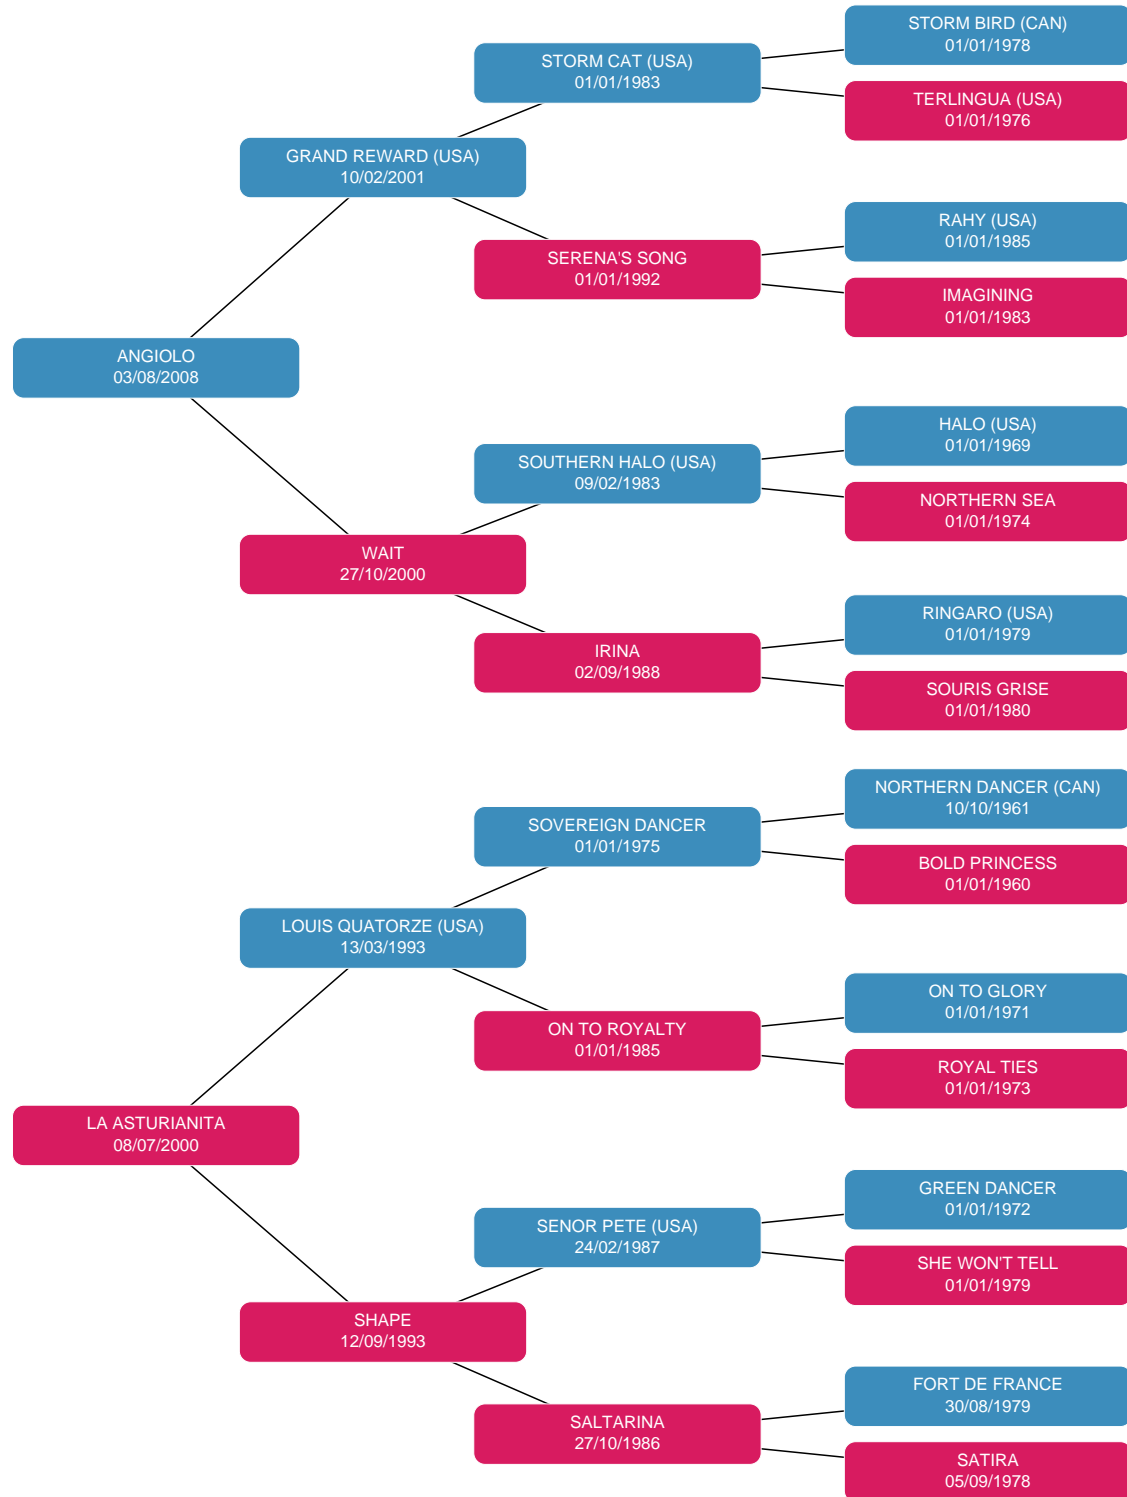 STORM BIRD (CAN)
01/01/1978
STORM CAT (USA)
01/01/1983
TERLINGUA (USA)
01/01/1976
GRAND REWARD (USA)
10/02/2001
RAHY (USA)
01/01/1985
SERENA'S SONG
01/01/1992
IMAGINING
01/01/1983
ANGIOLO
03/08/2008
HALO (USA)
01/01/1969
SOUTHERN HALO (USA)
09/02/1983
NORTHERN SEA
01/01/1974
WAIT
27/10/2000
RINGARO (USA)
01/01/1979
IRINA
02/09/1988
SOURIS GRISE
01/01/1980
NORTHERN DANCER (CAN)
10/10/1961
SOVEREIGN DANCER
01/01/1975
BOLD PRINCESS
01/01/1960
LOUIS QUATORZE (USA)
13/03/1993
ON TO GLORY
01/01/1971
ON TO ROYALTY
01/01/1985
ROYAL TIES
01/01/1973
LA ASTURIANITA
08/07/2000
GREEN DANCER
01/01/1972
SENOR PETE (USA)
24/02/1987
SHE WON'T TELL
01/01/1979
SHAPE
12/09/1993
FORT DE FRANCE
30/08/1979
SALTARINA
27/10/1986
SATIRA
05/09/1978